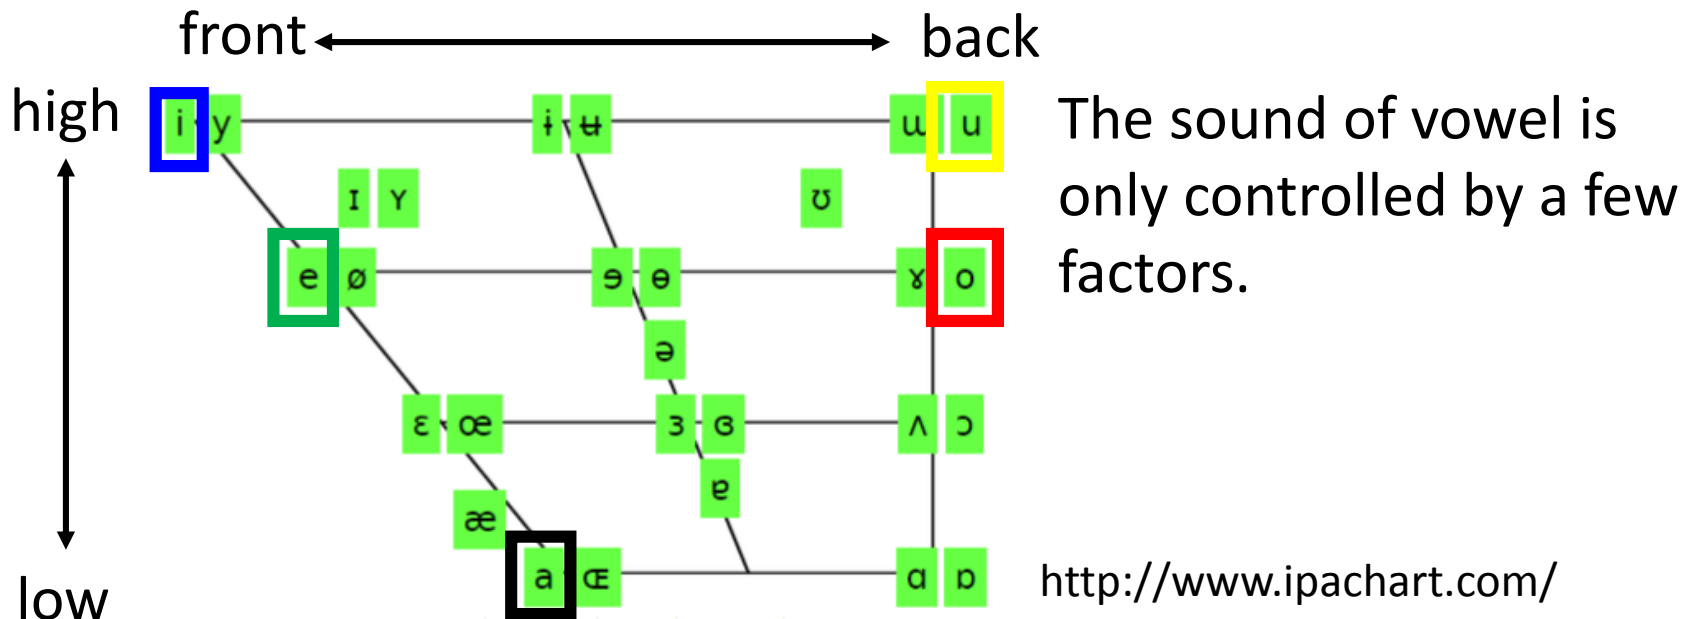 front back
high i y ɨ ʉ ɯ u
The sound of vowel is
ɪ ʏ ʊ
only controlled by a few
e ø ɘ ɵ ɤ o
factors.
ə
ɛ œ ɜ ɞ ʌ ɔ
ɐ
æ
a ɶ ɑ ɒ
low
http://www.ipachart.com/